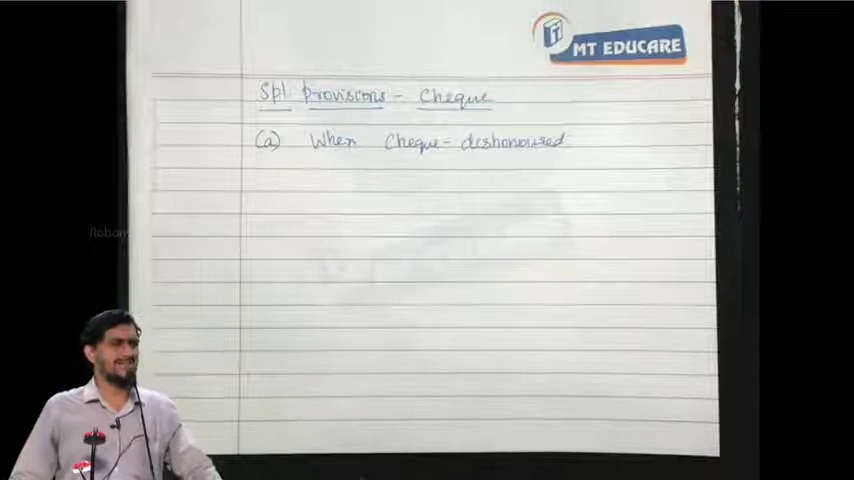 MT EDUCARE
Spl provisions - Cheque
(a) When Cheque - dishonoured